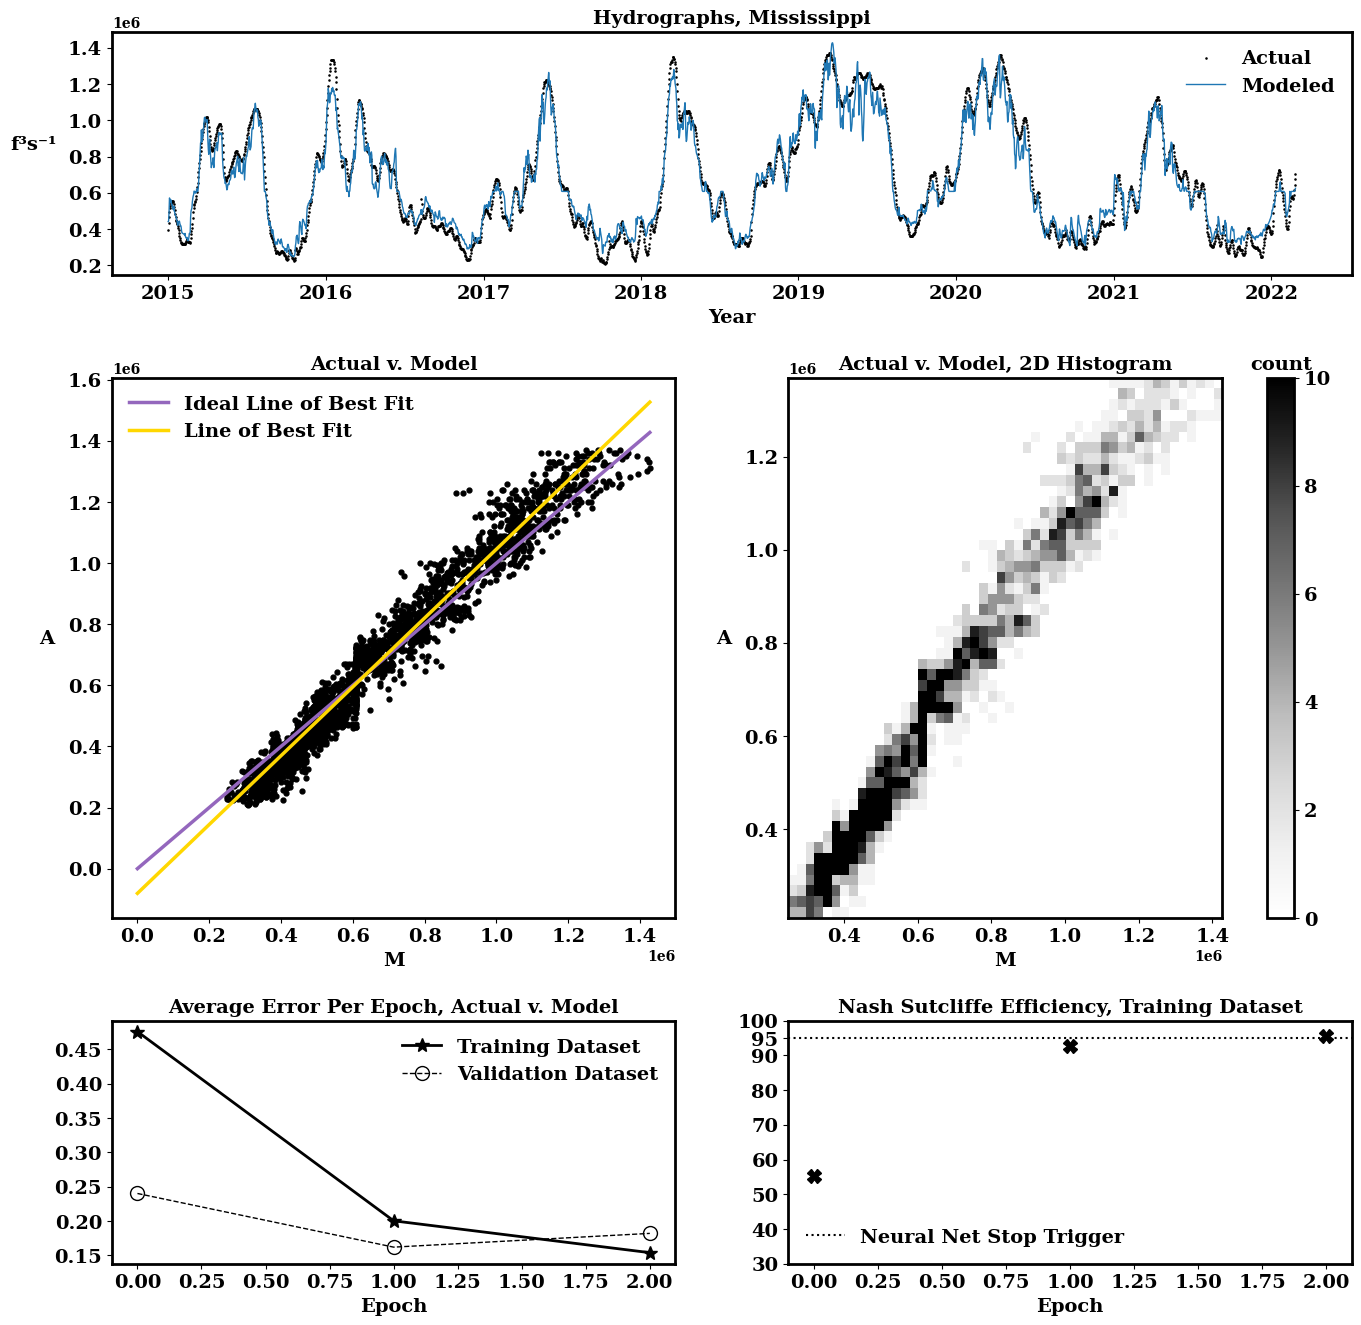 Hydrographs, Mississippi
1e6
1.4
1.2
1.0
0.8
0.6
0.4
0.2
f³s⁻¹
Actual
Modeled
2015 2016 2017 2018 2019 2020 2021 2022
Year
Actual v. Model
1e6
1.6
1.4
1.2
1.0
0.8
0.6
0.4
0.2
0.0
A
Ideal Line of Best Fit
Line of Best Fit
0.0 0.2 0.4 0.6 0.8 1.0 1.2 1.4
1e6
M
Actual v. Model, 2D Histogram
1e6
1.2
1.0
0.8
0.6
0.4
A
0.4 0.6 0.8 1.0 1.2 1.4
1e6
M
count
10
8
6
4
2
0
Average Error Per Epoch, Actual v. Model
0.45
0.40
0.35
0.30
0.25
0.20
0.15
Training Dataset
Validation Dataset
0.00 0.25 0.50 0.75 1.00 1.25 1.50 1.75 2.00
Epoch
Nash Sutcliffe Efficiency, Training Dataset
100
95
90
80
70
60
50
40
30
Neural Net Stop Trigger
0.00 0.25 0.50 0.75 1.00 1.25 1.50 1.75 2.00
Epoch